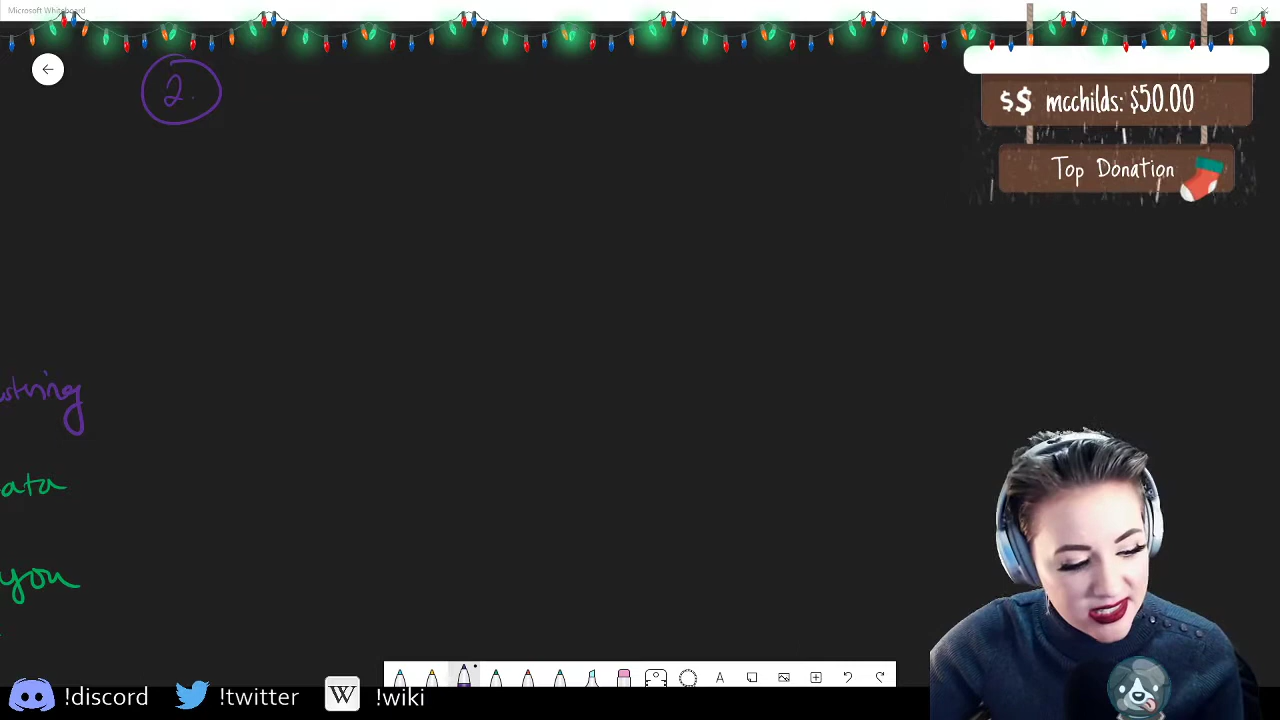 Microsoft Whiteboard
2.
$$ mcchilds: $50.00
Top Donation
string
ata
you
!discord
!twitter
W !wiki